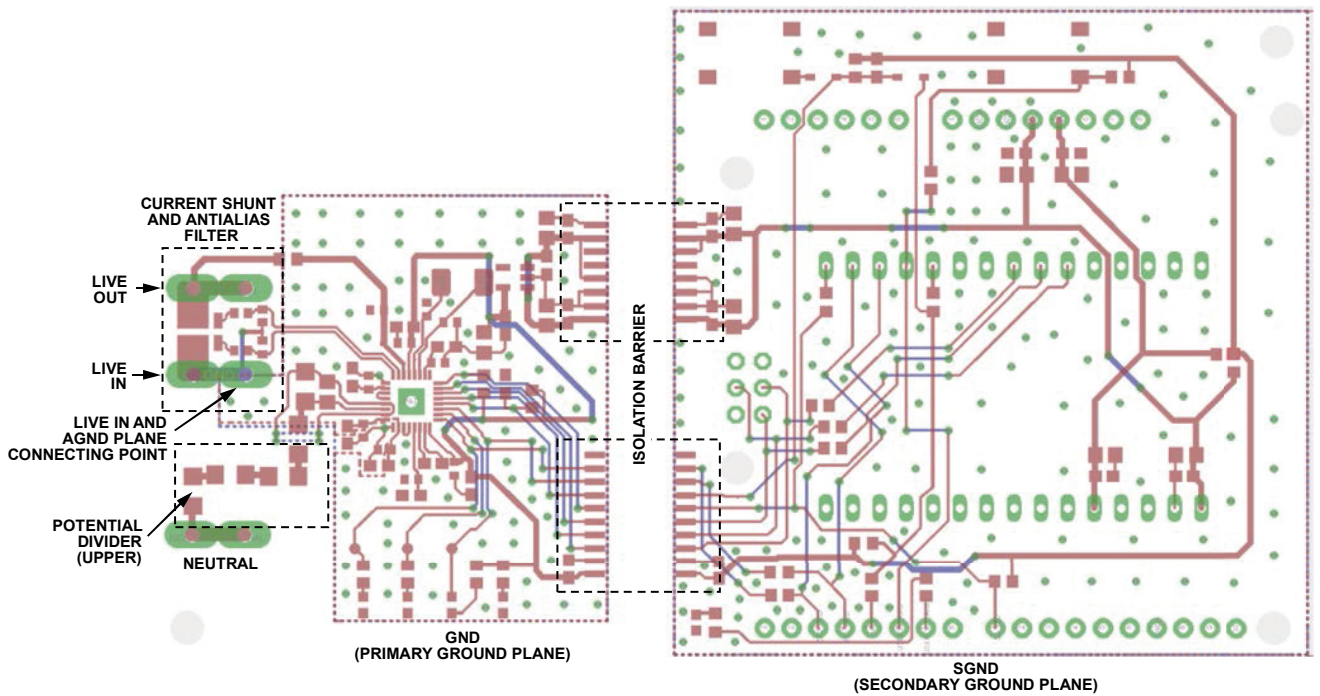 CURRENT SHUNT
AND ANTIALIAS
FILTER
LIVE
OUT
LIVE
IN
LIVE IN AND
AGND PLANE
CONNECTING POINT
POTENTIAL
DIVIDER
(UPPER)
NEUTRAL
ISOLATION BARRIER
GND
(PRIMARY GROUND PLANE)
SGND
(SECONDARY GROUND PLANE)